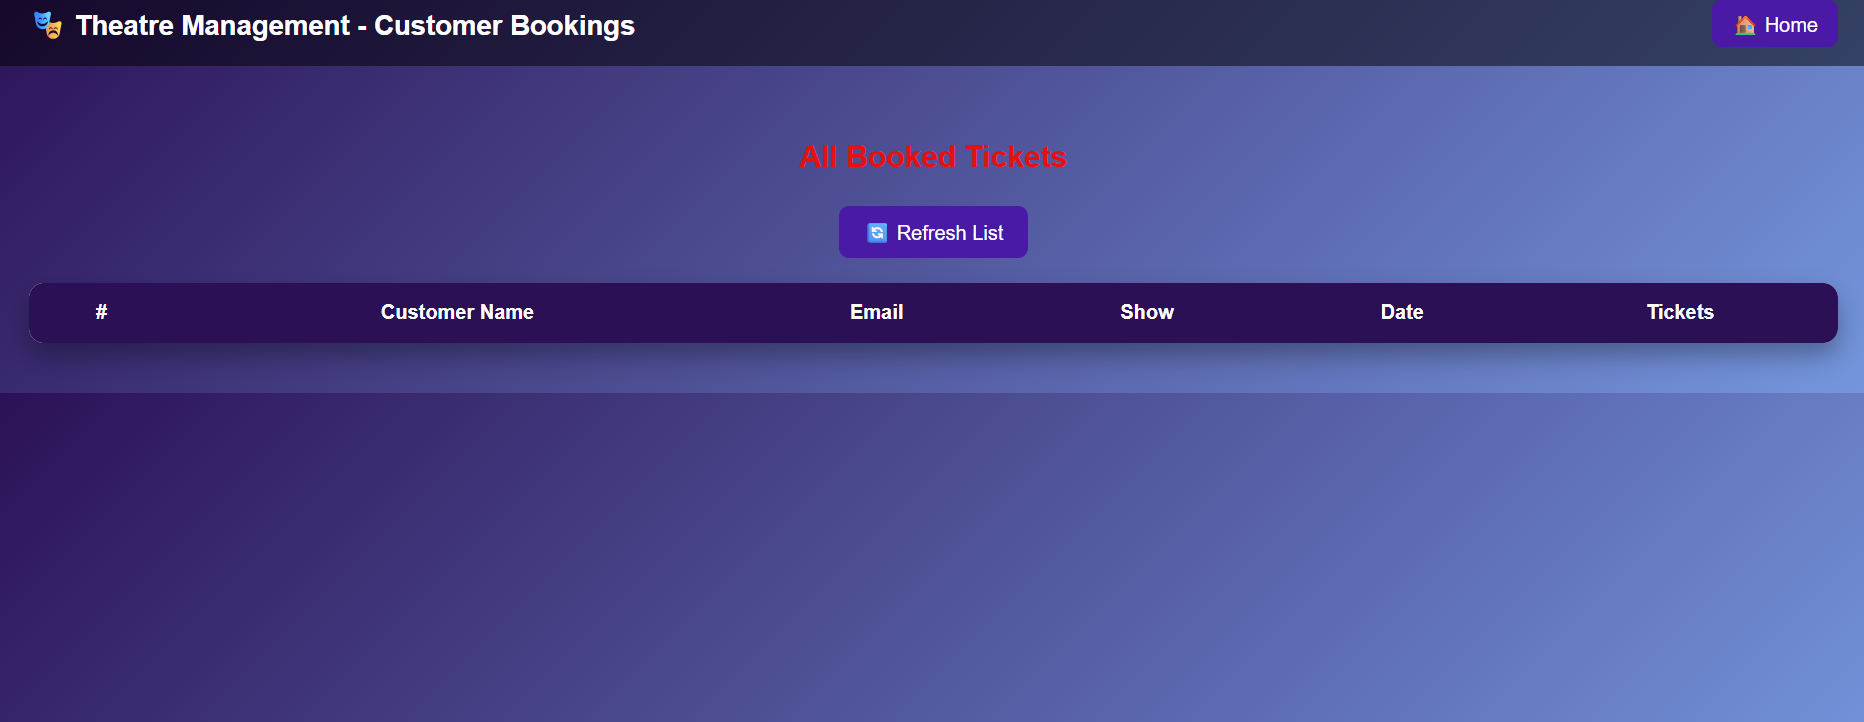 Theatre Management - Customer Bookings
Home
All Booked Tickets
Refresh List
# Customer Name Email Show Date Tickets